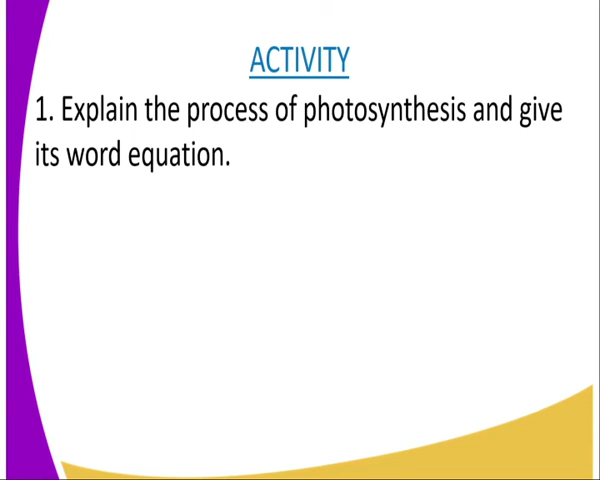 ACTIVITY
1. Explain the process of photosynthesis and give
its word equation.